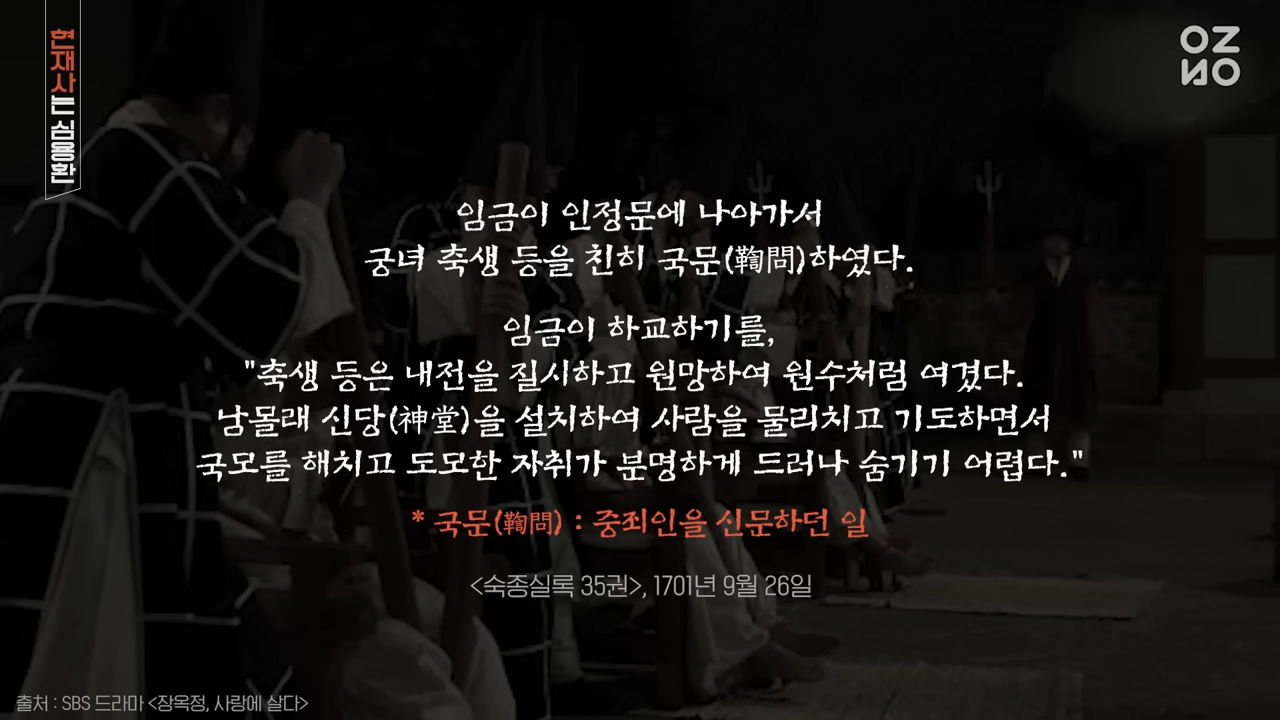 현재사는 심용환
OZ
NO
임금이 인정문에 나아가서
궁녀 축생 등을 친히 국문(鞫問)하였다.
임금이 하교하기를,
"축생 등은 내전을 질시하고 원망하여 원수처럼 여겼다.
남몰래 신당(神堂)을 설치하여 사람을 물리치고 기도하면서
국모를 해치고 도모한 자취가 분명하게 드러나 숨기기 어렵다."
* 국문(鞫問) : 중죄인을 신문하던 일
<숙종실록 35권>, 1701년 9월 26일
출처 : SBS 드라마 <장옥정, 사랑에 살다>